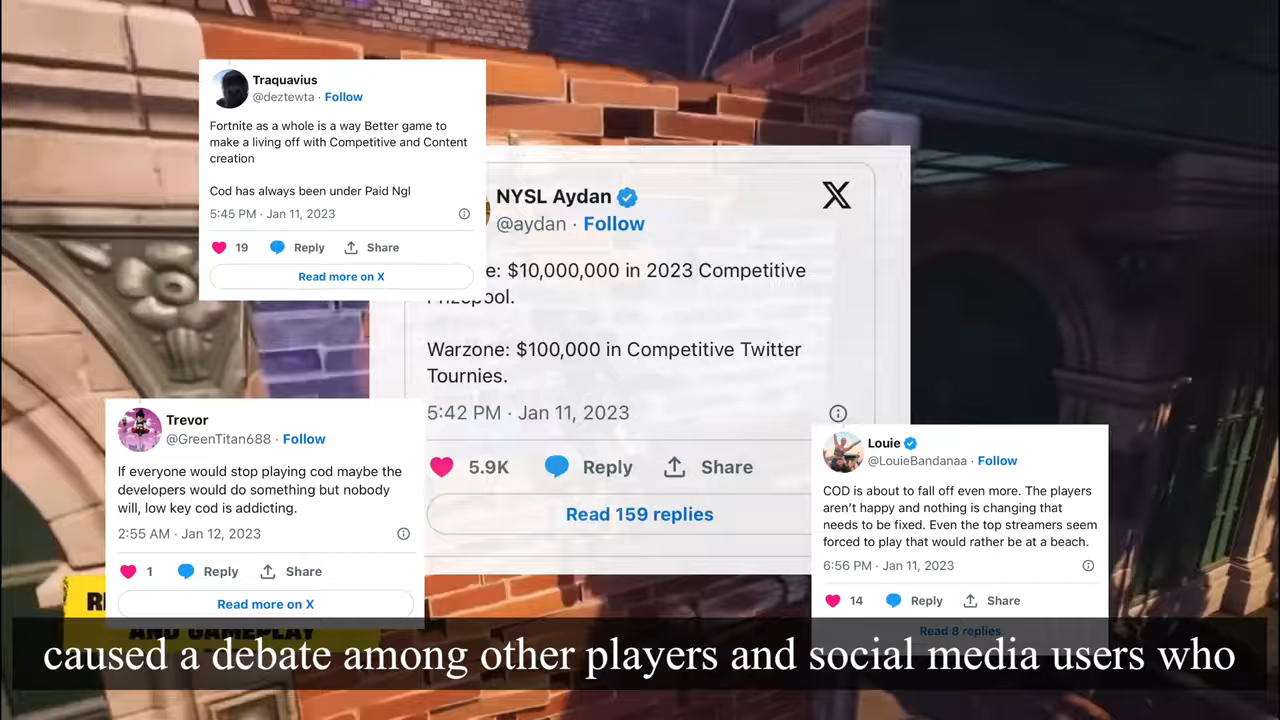 Traquavius
@deztewta · Follow
Fortnite as a whole is a way Better game to
make a living off with Competitive and Content
creation
Cod has always been under Paid Ngl
5:45 PM · Jan 11, 2023
19 Reply Share
Read more on X
NYSL Aydan
@aydan · Follow
$10,000,000 in 2023 Competitive
Warzone: $100,000 in Competitive Twitter
Tournies.
5:42 PM · Jan 11, 2023
5.9K Reply Share
Read 159 replies
Trevor
@GreenTitan688 · Follow
If everyone would stop playing cod maybe the
developers would do something but nobody
will, low key cod is addicting.
2:55 AM · Jan 12, 2023
1 Reply Share
Read more on X
Louie
@LouieBandanaa · Follow
COD is about to fall off even more. The players
aren't happy and nothing is changing that
needs to be fixed. Even the top streamers seem
forced to play that would rather be at a beach.
6:56 PM · Jan 11, 2023
14 Reply Share
Read 8 replies
AND GAMEPLAY
caused a debate among other players and social media users who